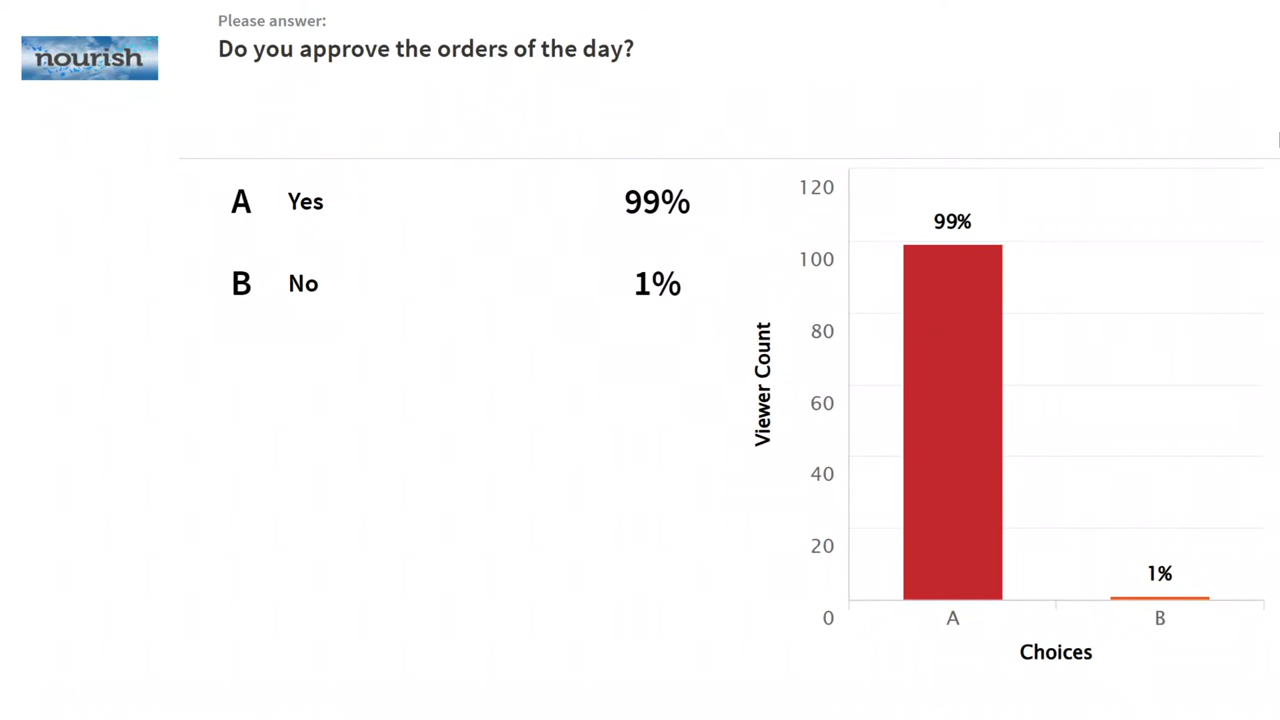 Please answer:
nourish
Do you approve the orders of the day?
A Yes 99%
B No 1%
120
100
80
60
40
20
0
Viewer Count
99%
1%
A B
Choices